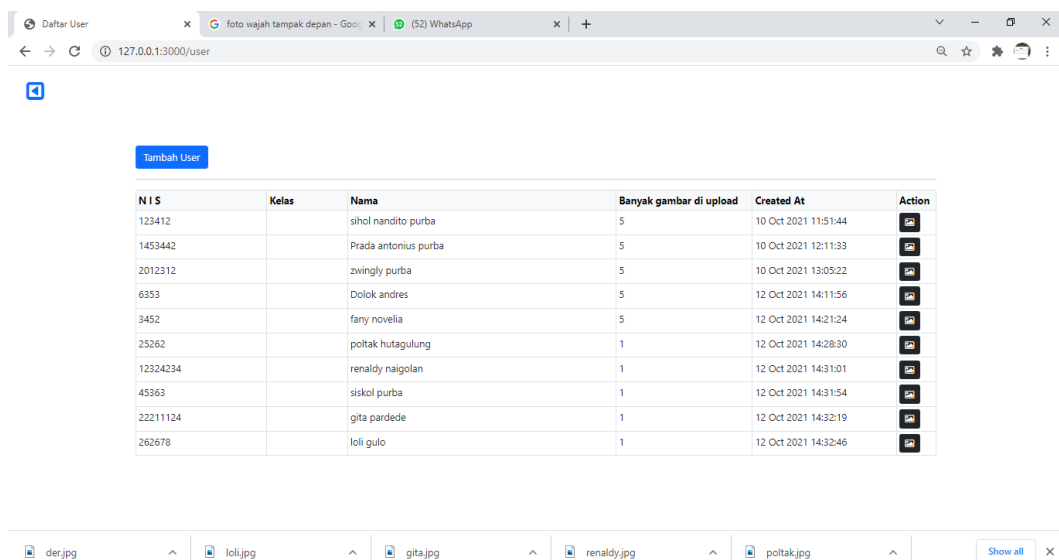 Daftar User
foto wajah tampak depan - Goog
(52) WhatsApp
127.0.0.1:3000/user
Tambah User
N I S Kelas Nama Banyak gambar di upload Created At Action
123412 sihol nandito purba 5 10 Oct 2021 11:51:44
1453442 Prada antonius purba 5 10 Oct 2021 12:11:33
2012312 zwingly purba 5 10 Oct 2021 13:05:22
6353 Dolok andres 5 12 Oct 2021 14:11:56
3452 fany novelia 5 12 Oct 2021 14:21:24
25262 poltak hutagulung 1 12 Oct 2021 14:28:30
12324234 renaldy naigolan 1 12 Oct 2021 14:31:01
45363 siskol purba 1 12 Oct 2021 14:31:54
22211124 gita pardede 1 12 Oct 2021 14:32:19
262678 loli gulo 1 12 Oct 2021 14:32:46
der.jpg loli.jpg gita.jpg renaldy.jpg poltak.jpg Show all